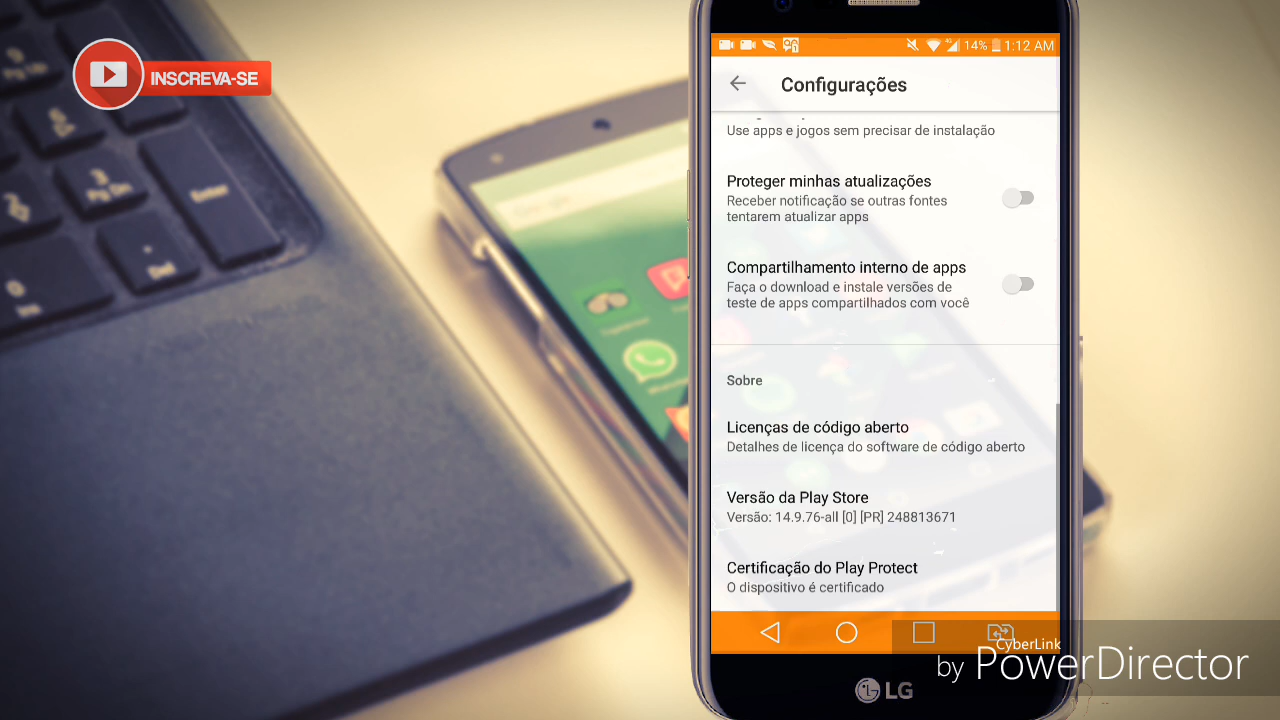 INSCREVA-SE
14% 1:12 AM
Configurações
Use apps e jogos sem precisar de instalação
Proteger minhas atualizações
Receber notificação se outras fontes
tentarem atualizar apps
Compartilhamento interno de apps
Faça o download e instale versões de
teste de apps compartilhados com você
Sobre
Licenças de código aberto
Detalhes de licença do software de código aberto
Versão da Play Store
Versão: 14.9.76-all [0] [PR] 248813671
Certificação do Play Protect
O dispositivo é certificado
CyberLink
by PowerDirector
LG
Enter
Del